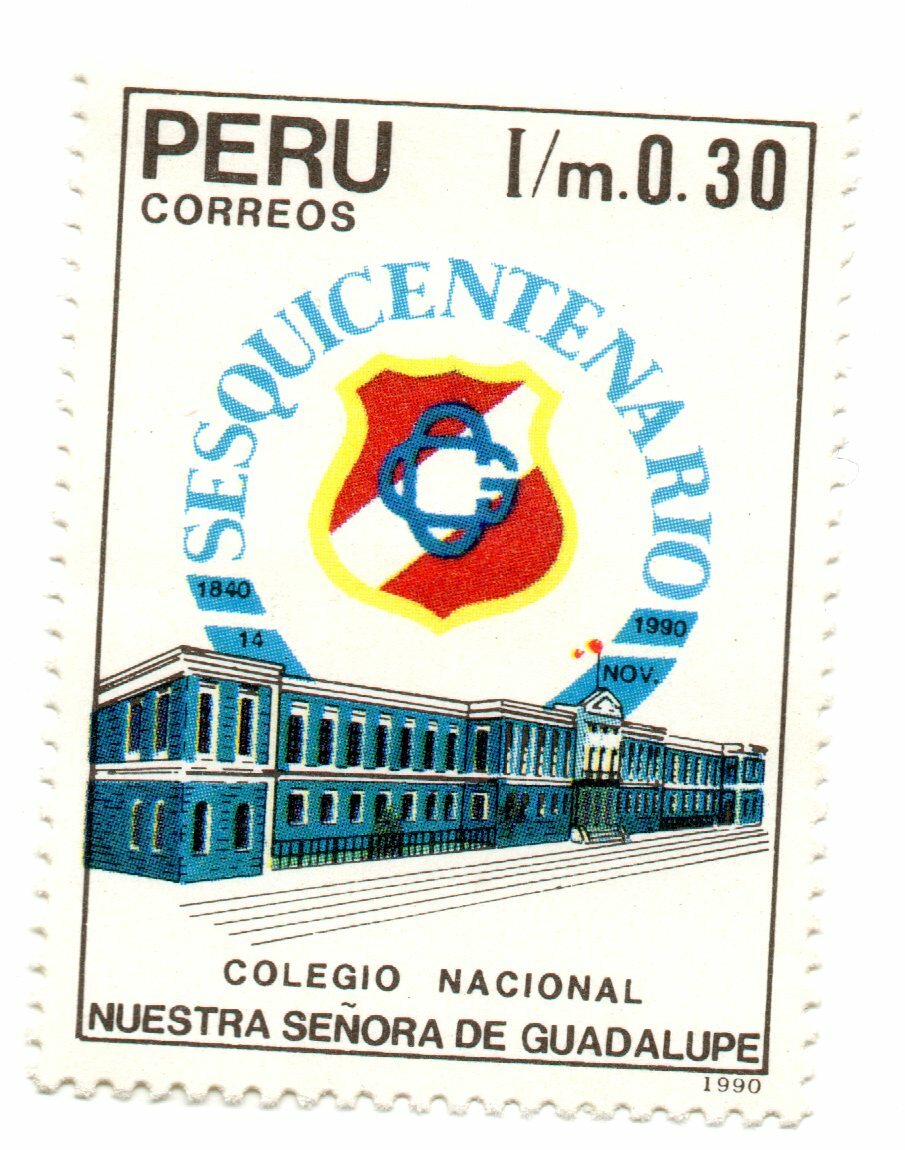 PERU
I/m.0.30
CORREOS
SESQUICENTENARIO
CG
1840
1990
14
NOV.
COLEGIO NACIONAL
NUESTRA SEÑORA DE GUADALUPE
1990